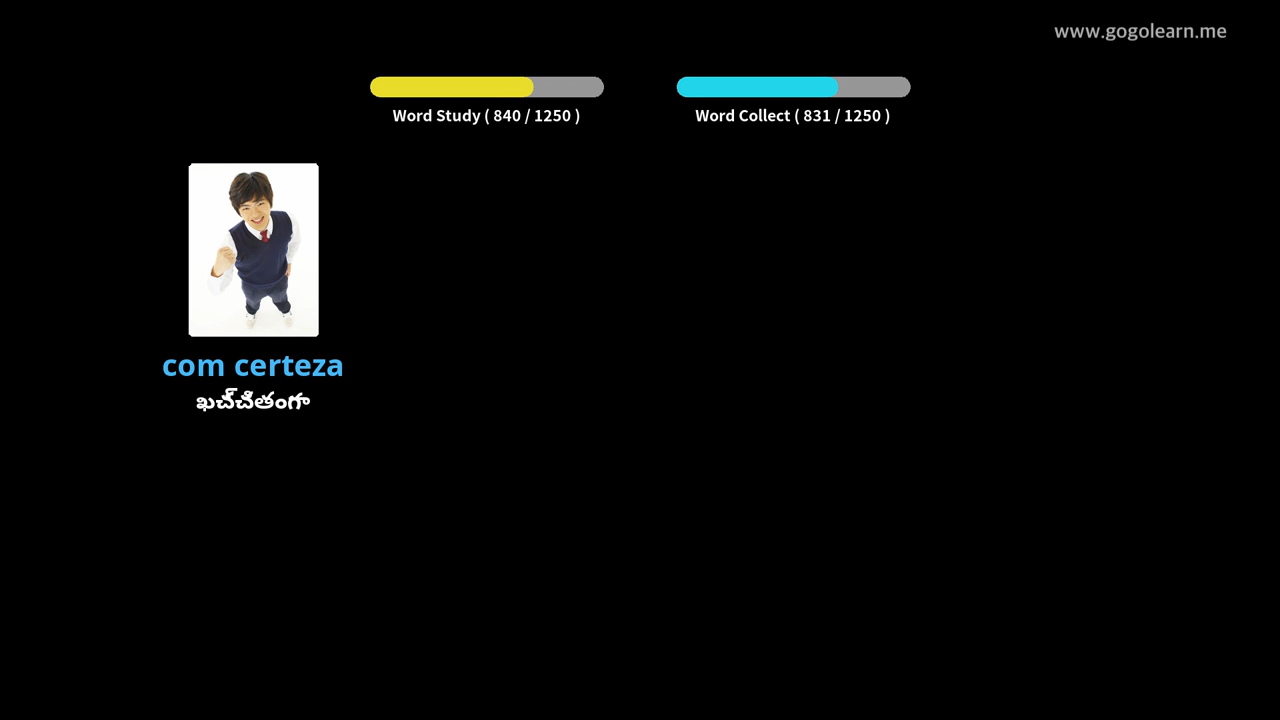 www.gogolearn.me
Word Study ( 840 / 1250 )
Word Collect ( 831 / 1250 )
com certeza
ఖచ్చితంగా